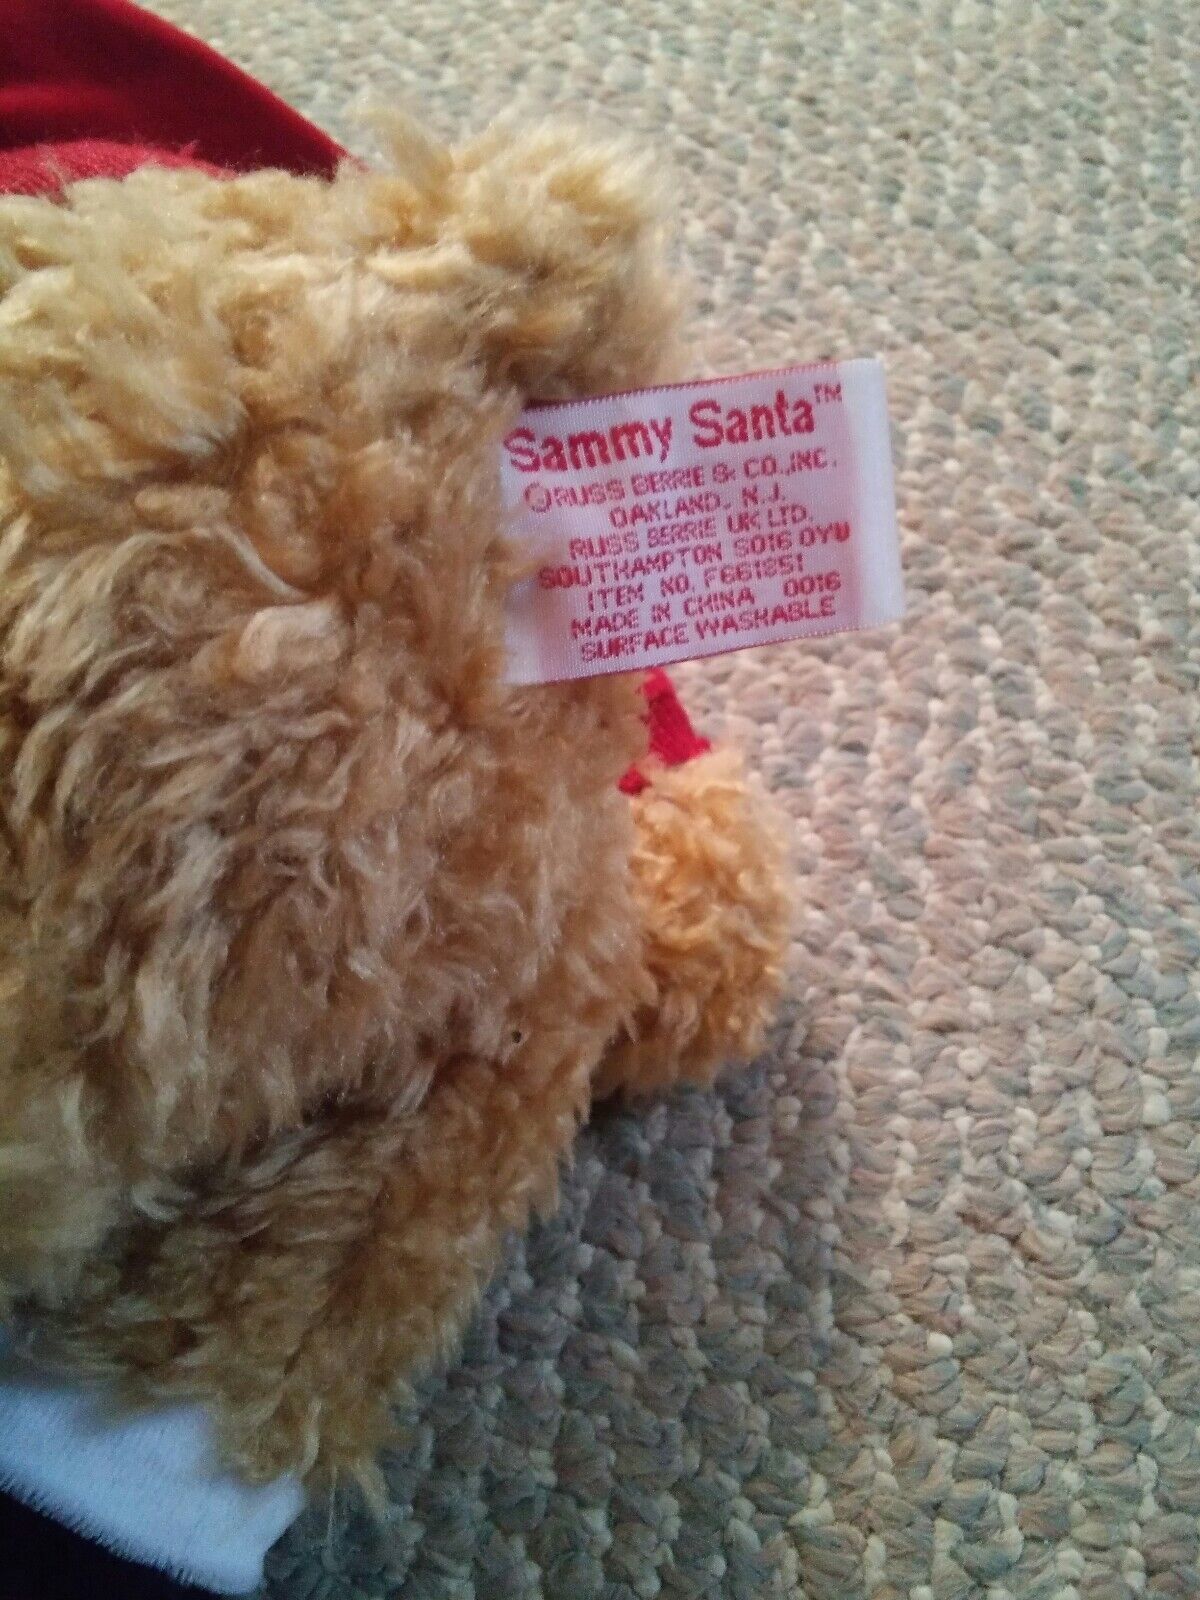 Sammy Santa™
© RUSS BERRIE & CO., INC.
OAKLAND, N.J.
RUSS BERRIE UK LTD.
SOUTHAMPTON SO16 0YU
ITEM NO. F661851
MADE IN CHINA 0016
SURFACE WASHABLE